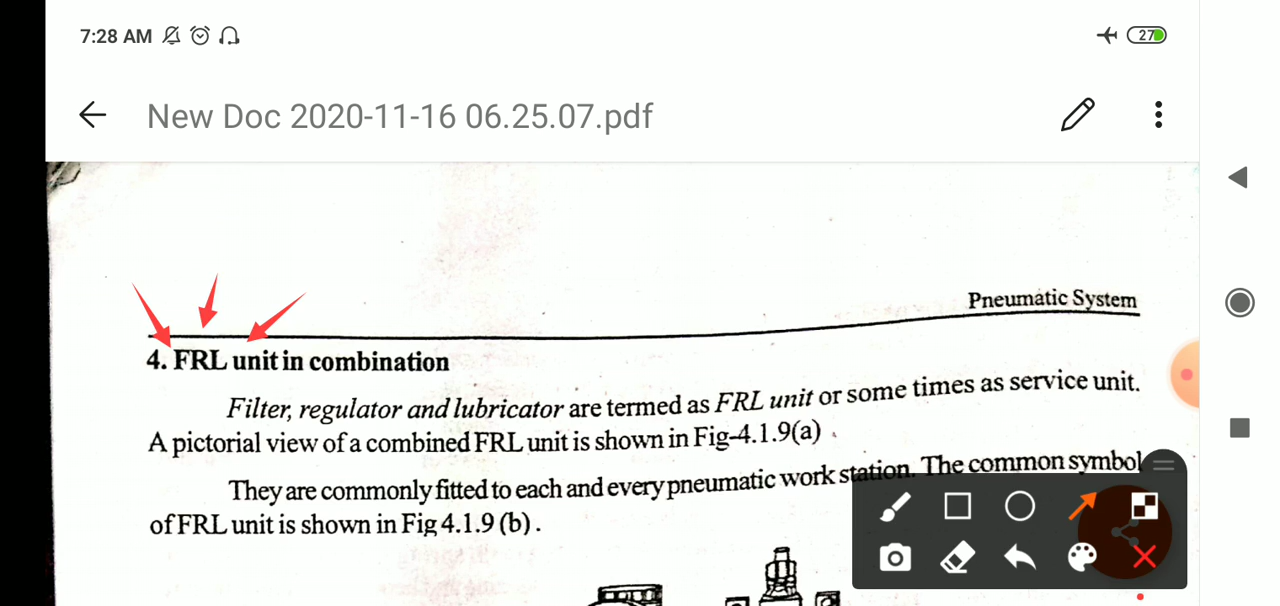 7:28 AM 27
New Doc 2020-11-16 06.25.07.pdf
Pneumatic System
4. FRL unit in combination
Filter, regulator and lubricator are termed as FRL unit or some times as service unit.
A pictorial view of a combined FRL unit is shown in Fig-4.1.9(a)
They are commonly fitted to each and every pneumatic work station. The common symbol
of FRL unit is shown in Fig 4.1.9 (b).